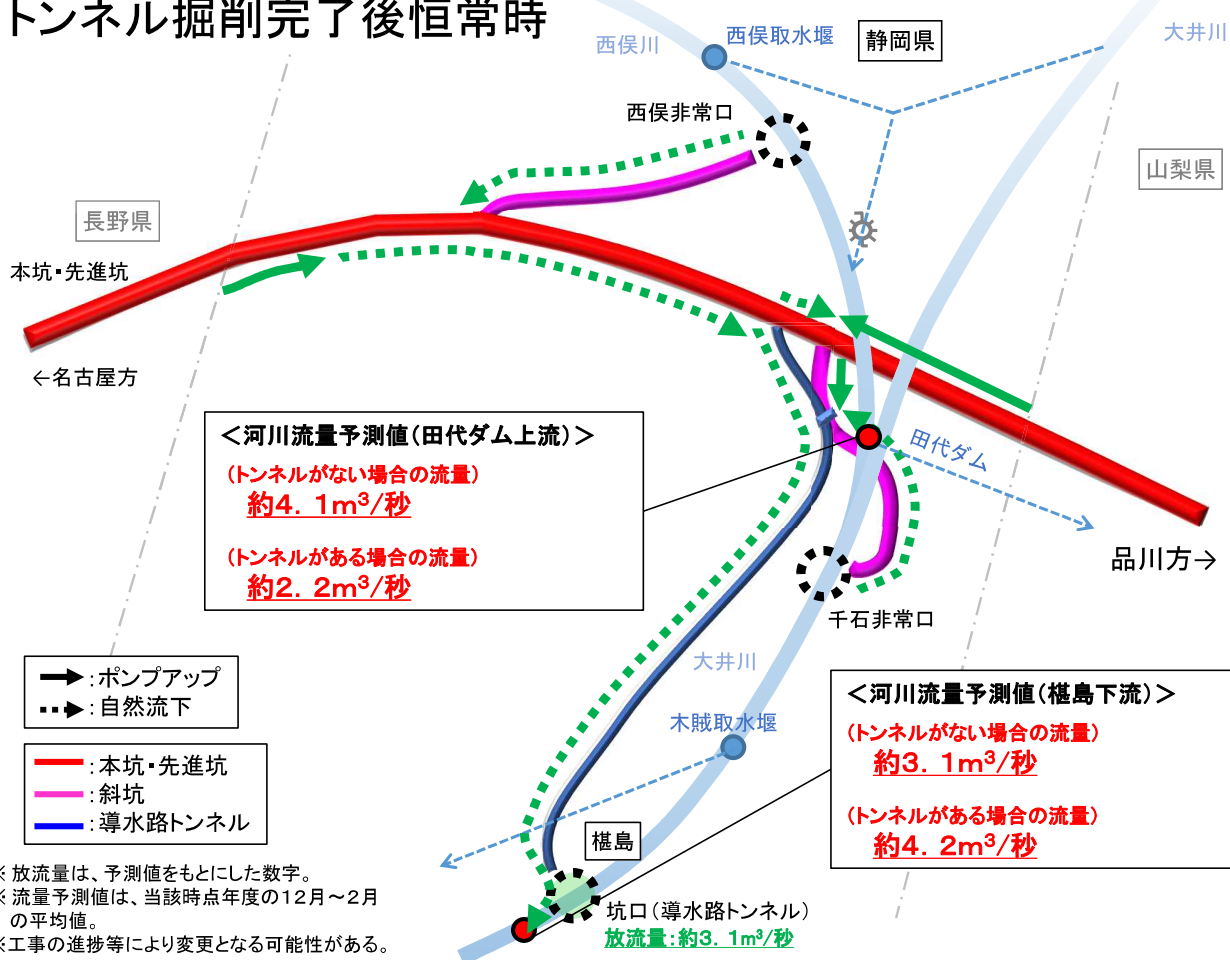 トンネル掘削完了後恒常時
西俣川
西俣取水堰
静岡県
大井川
西俣非常口
山梨県
長野県
本坑・先進坑
←名古屋方
<河川流量予測値(田代ダム上流)>
(トンネルがない場合の流量)
約4.1m³/秒
(トンネルがある場合の流量)
約2.2m³/秒
田代ダム
品川方→
千石非常口
大井川
木賊取水堰
:ポンプアップ
:自然流下
:本坑・先進坑
:斜坑
:導水路トンネル
<河川流量予測値(椹島下流)>
(トンネルがない場合の流量)
約3.1m³/秒
(トンネルがある場合の流量)
約4.2m³/秒
椹島
坑口(導水路トンネル)
放流量:約3.1m³/秒
※ 放流量は、予測値をもとにした数字。
※ 流量予測値は、当該時点年度の12月~2月
の平均値。
※工事の進捗等により変更となる可能性がある。